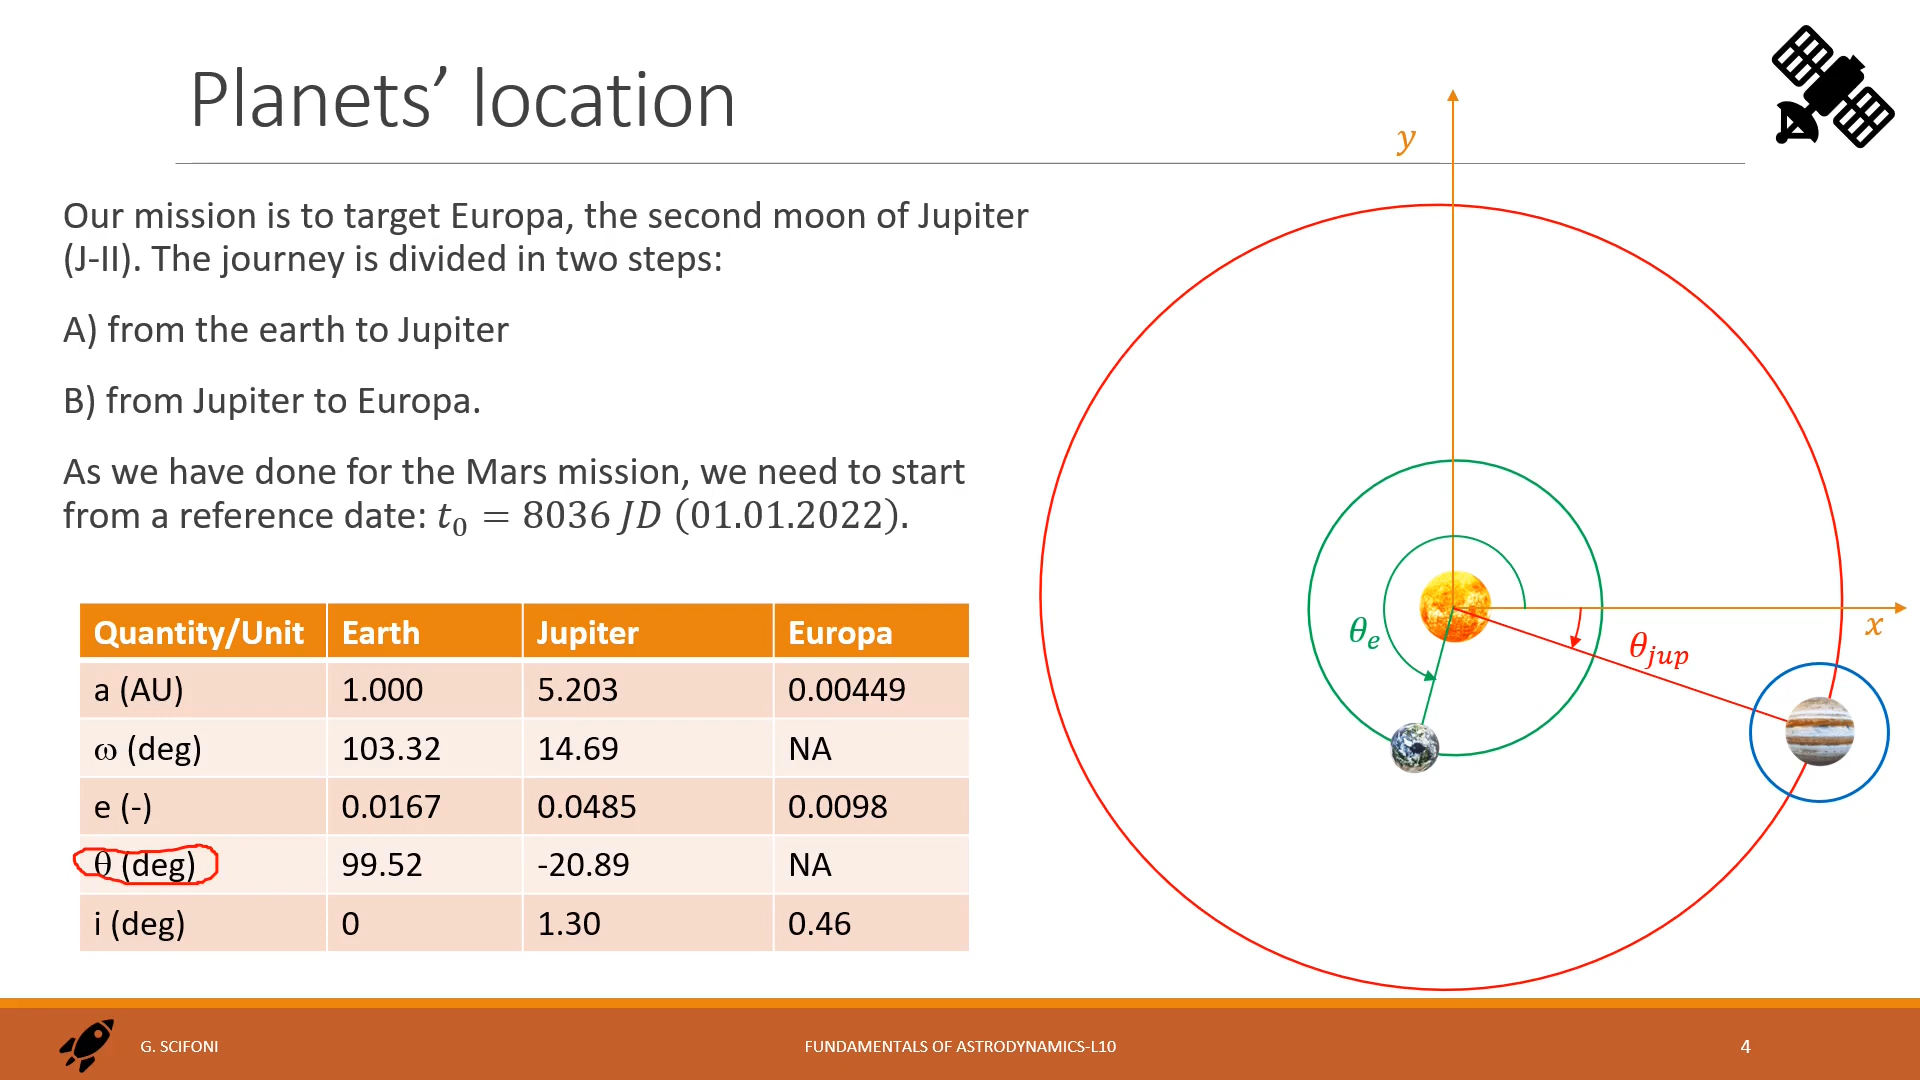 Planets’ location
Our mission is to target Europa, the second moon of Jupiter
(J-II). The journey is divided in two steps:
A) from the earth to Jupiter
B) from Jupiter to Europa.
As we have done for the Mars mission, we need to start
from a reference date: t₀ = 8036 JD (01.01.2022).
Quantity/Unit Earth Jupiter Europa
a (AU) 1.000 5.203 0.00449
ω (deg) 103.32 14.69 NA
e (-) 0.0167 0.0485 0.0098
θ (deg) 99.52 -20.89 NA
i (deg) 0 1.30 0.46
y
x
θₑ
θ_jup
G. SCIFONI
FUNDAMENTALS OF ASTRODYNAMICS-L10
4